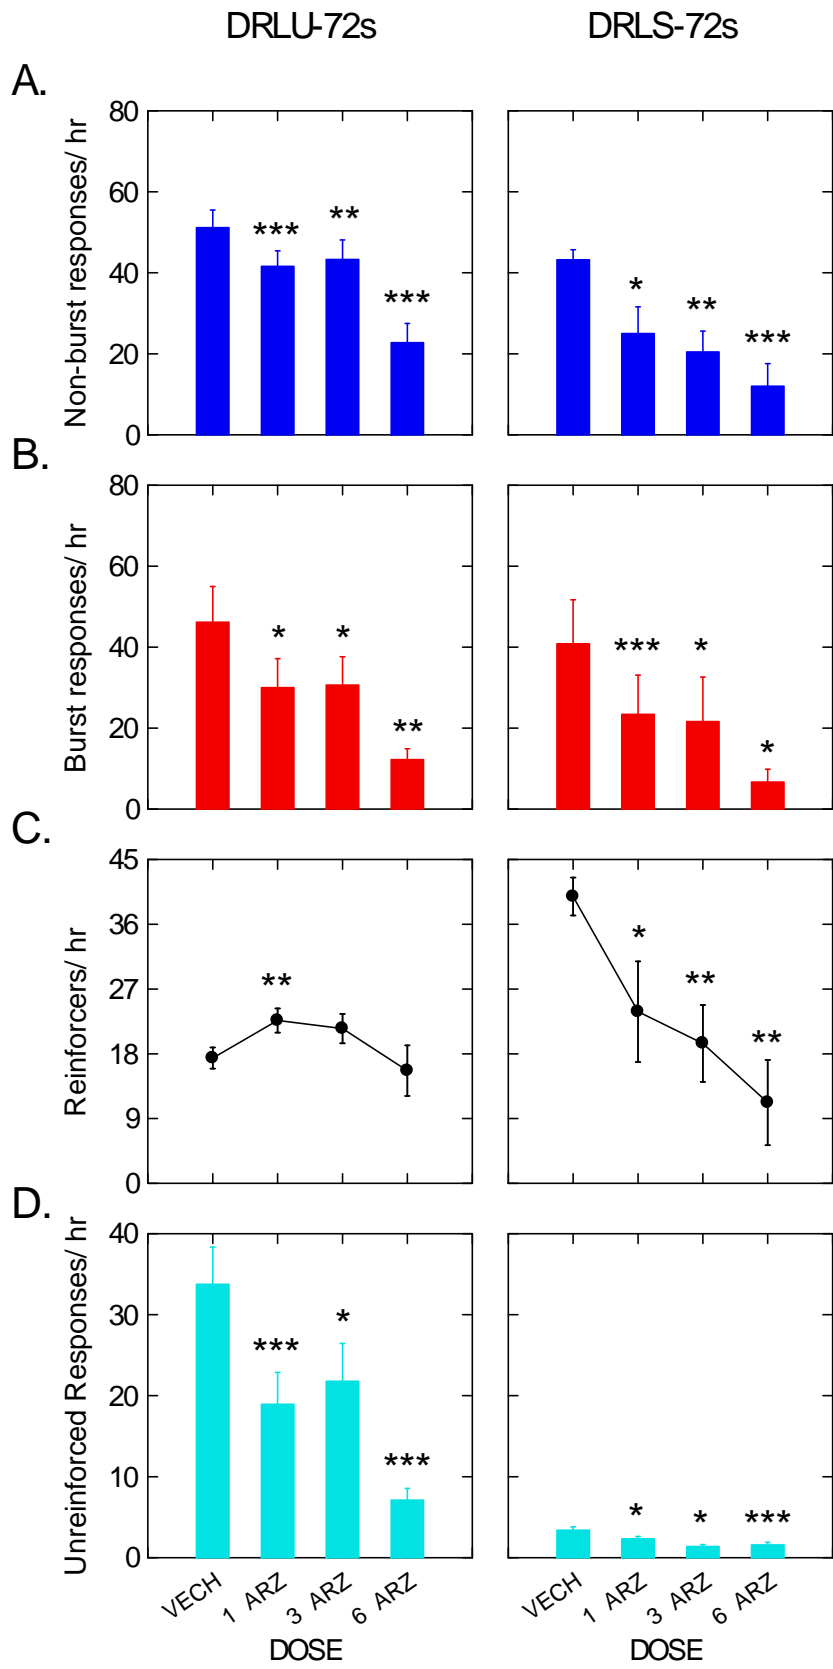 DRLU-72s DRLS-72s
A.
Non-burst responses/ hr
80
60
40
20
0
*** ** ***
* ** ***
B.
Burst responses/ hr
80
60
40
20
0
* * **
*** * *
C.
Reinforcers/ hr
45
36
27
18
9
0
**
* ** **
D.
Unreinforced Responses/ hr
40
30
20
10
0
*** * ***
* * ***
VECH 1 ARZ 3 ARZ 6 ARZ VECH 1 ARZ 3 ARZ 6 ARZ
DOSE DOSE